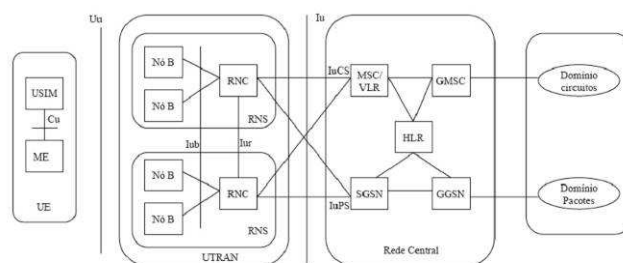 Uu
Iu
USIM
Cu
ME
UE
Nó B
Nó B
RNC
RNS
Iub
Iur
Nó B
Nó B
RNC
RNS
UTRAN
IuCS
IuPS
MSC/
VLR
GMSC
HLR
SGSN
GGSN
Rede Central
Domínio
circuitos
Domínio
Pacotes